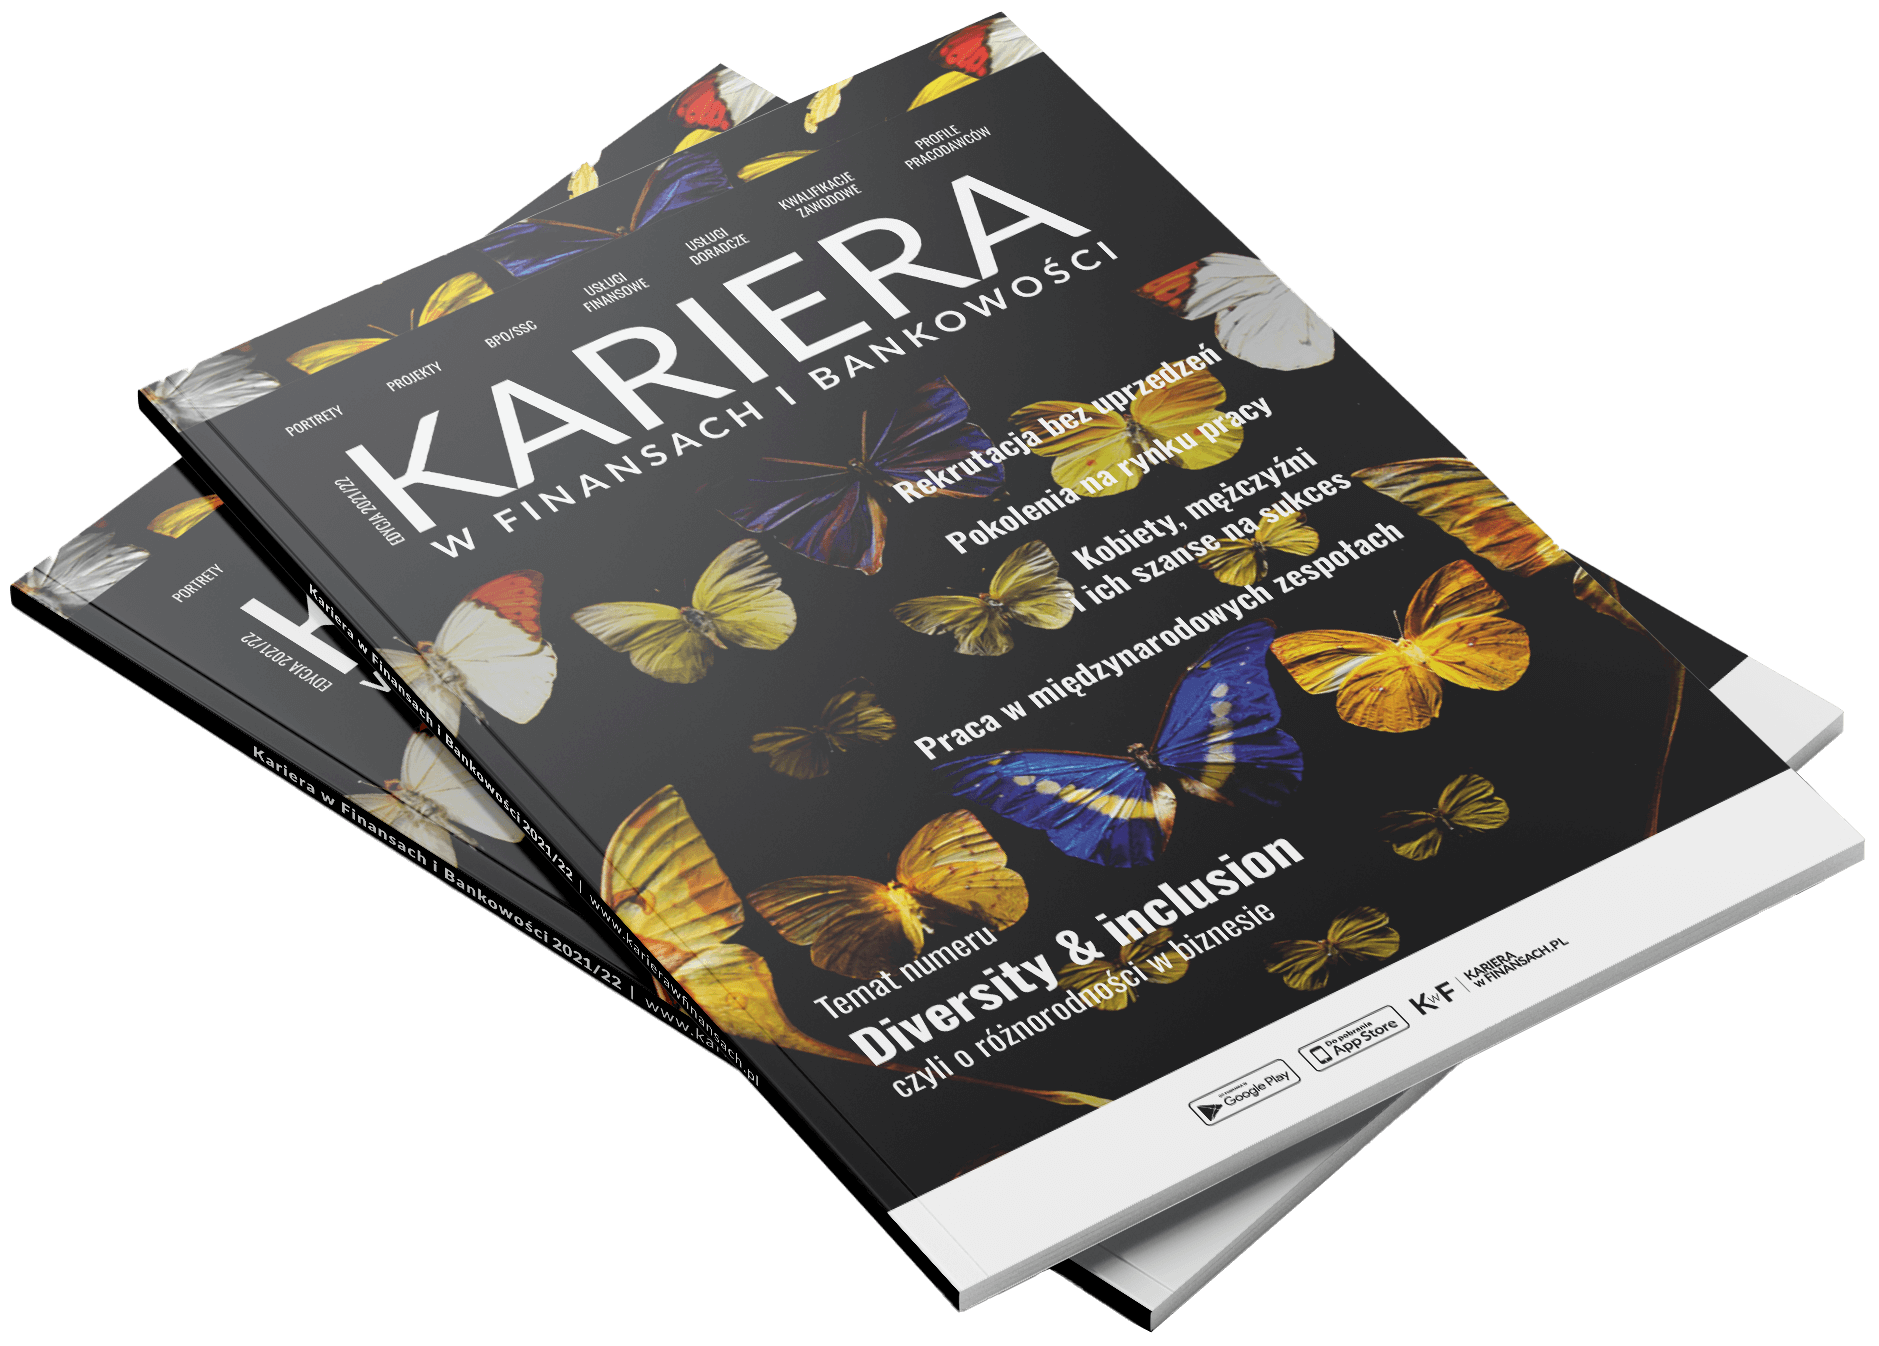 PORTRETY
PROJEKTY
BPO/SSC
USŁUGI
FINANSOWE
USŁUGI
DORADCZE
KWALIFIKACJE
ZAWODOWE
PROFILE
PRACODAWCÓW
EDYCJA 2021/22
KARIERA
W FINANSACH I BANKOWOŚCI
Rekrutacja bez uprzedzeń
Pokolenia na rynku pracy
Kobiety, mężczyźni
i ich szanse na sukces
Praca w międzynarodowych zespołach
Temat numeru
Diversity & inclusion
czyli o różnorodności w biznesie
Google Play
Do pobrania
App Store
KwF
KARIERA
W FINANSACH.PL
Kariera w Finansach i Bankowości 2021/22 | www.karierawfinansach.pl
PORTRETY
EDYCJA 2021/22
K
Kariera w Finansach i Bankowości 2021/22 | www.kar